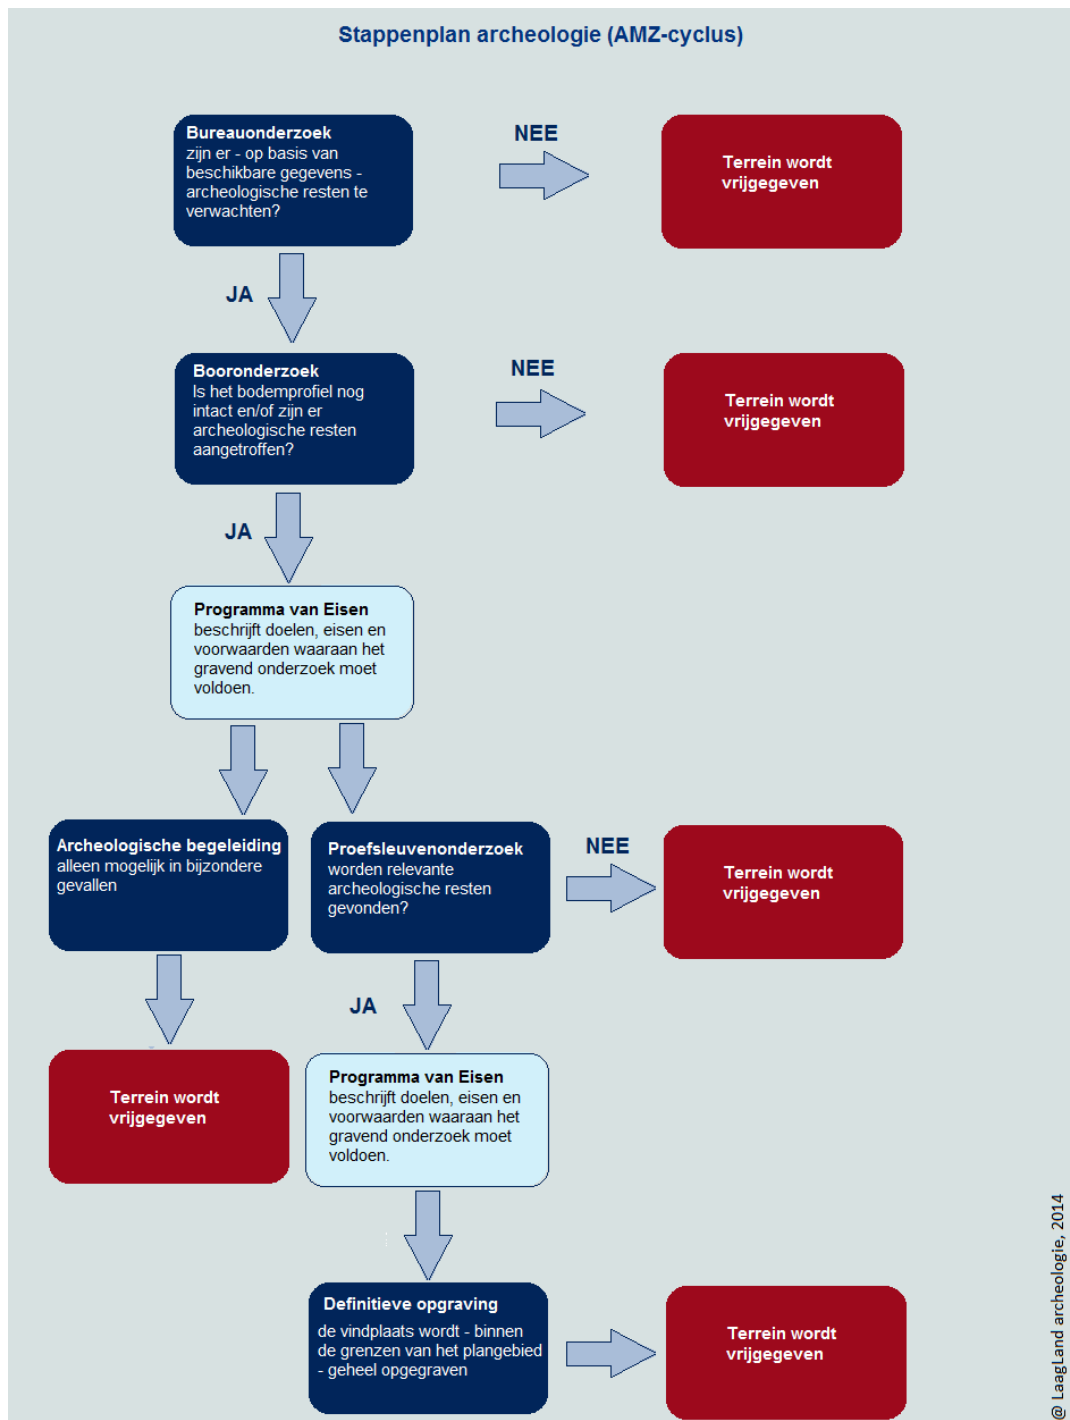 Stappenplan archeologie (AMZ-cyclus)
Bureauonderzoek
zijn er - op basis van
beschikbare gegevens -
archeologische resten te
verwachten?
NEE
Terrein wordt
vrijgegeven
JA
Booronderzoek
Is het bodemprofiel nog
intact en/of zijn er
archeologische resten
aangetroffen?
NEE
Terrein wordt
vrijgegeven
JA
Programma van Eisen
beschrijft doelen, eisen en
voorwaarden waaraan het
gravend onderzoek moet
voldoen.
Archeologische begeleiding
alleen mogelijk in bijzondere
gevallen
Proefsleuvenonderzoek
worden relevante
archeologische resten
gevonden?
NEE
Terrein wordt
vrijgegeven
JA
Terrein wordt
vrijgegeven
Programma van Eisen
beschrijft doelen, eisen en
voorwaarden waaraan het
gravend onderzoek moet
voldoen.
Definitieve opgraving
de vindplaats wordt - binnen
de grenzen van het plangebied
- geheel opgegraven
Terrein wordt
vrijgegeven
@ LaagLand archeologie, 2014